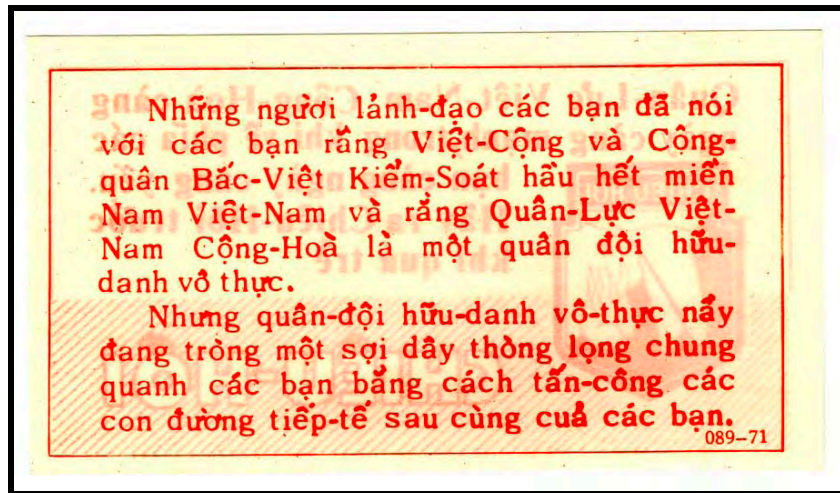 Những ngươi lảnh-đạo các bạn đã nói
với các bạn rằng Việt-Cộng và Cộng-
quân Bắc-Việt Kiểm-Soát hầu hết miền
Nam Việt-Nam và rằng Quân-Lực Việt-
Nam Cộng-Hoà là một quân đội hữu-
danh vô thực.
Nhưng quân-đội hữu-danh vô-thực nầy
đang tròng một sợi dây thòng lọng chung
quanh các bạn bằng cách tấn-công các
con đường tiếp-tế sau cùng cuả các bạn.
089-71